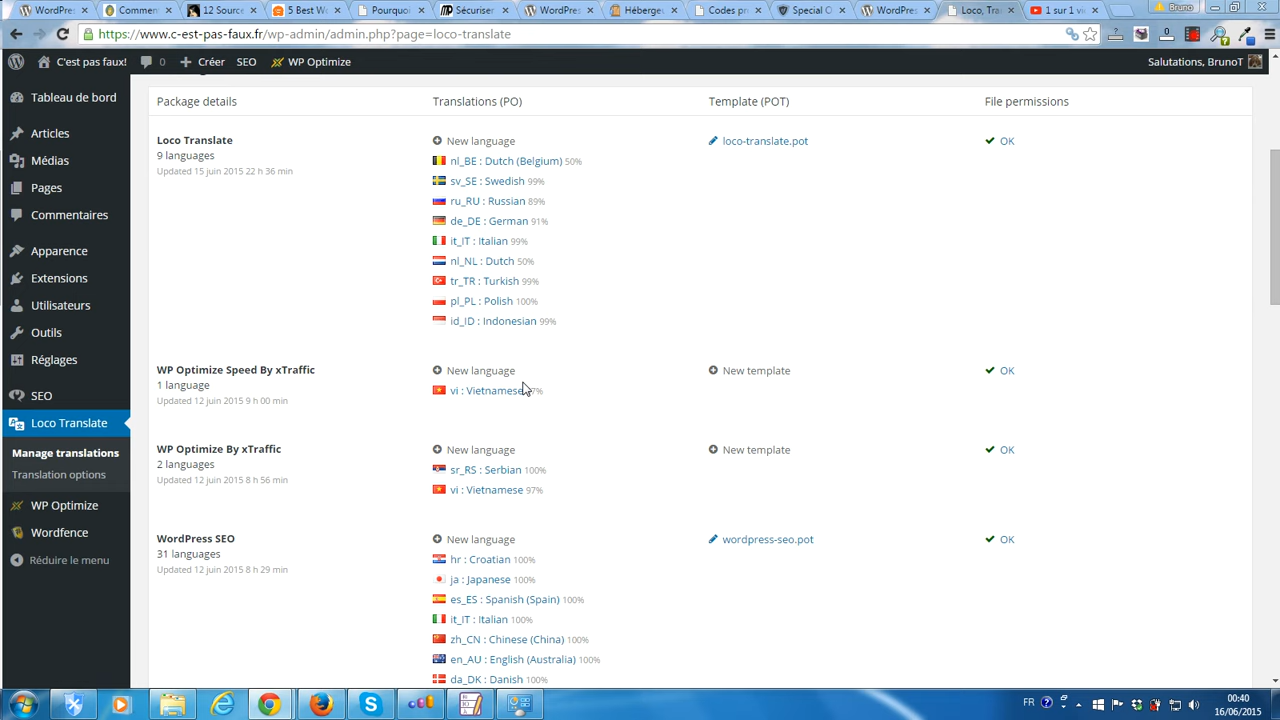 WordPre:
Commen
12 Sourc
5 Best W
Pourquo
Sécurise
WordPre
Héberge
Codes p
Special O
WordPre
Loco, Tra
1 sur 1 vi
Bruno
https://www.c-est-pas-faux.fr/wp-admin/admin.php?page=loco-translate
C'est pas faux! 0 Créer SEO WP Optimize Salutations, BrunoT
Tableau de bord
Articles
Médias
Pages
Commentaires
Apparence
Extensions
Utilisateurs
Outils
Réglages
SEO
Loco Translate
Manage translations
Translation options
WP Optimize
Wordfence
Réduire le menu
Package details Translations (PO) Template (POT) File permissions
Loco Translate
9 languages
Updated 15 juin 2015 22 h 36 min
New language
nl_BE : Dutch (Belgium) 50%
sv_SE : Swedish 99%
ru_RU : Russian 89%
de_DE : German 91%
it_IT : Italian 99%
nl_NL : Dutch 50%
tr_TR : Turkish 99%
pl_PL : Polish 100%
id_ID : Indonesian 99%
loco-translate.pot
OK
WP Optimize Speed By xTraffic
1 language
Updated 12 juin 2015 9 h 00 min
New language
vi : Vietnamese
New template
OK
WP Optimize By xTraffic
2 languages
Updated 12 juin 2015 8 h 56 min
New language
sr_RS : Serbian 100%
vi : Vietnamese 97%
New template
OK
WordPress SEO
31 languages
Updated 12 juin 2015 8 h 29 min
New language
hr : Croatian 100%
ja : Japanese 100%
es_ES : Spanish (Spain) 100%
it_IT : Italian 100%
zh_CN : Chinese (China) 100%
en_AU : English (Australia) 100%
da_DK : Danish 100%
wordpress-seo.pot
OK
FR
00:40
16/06/2015